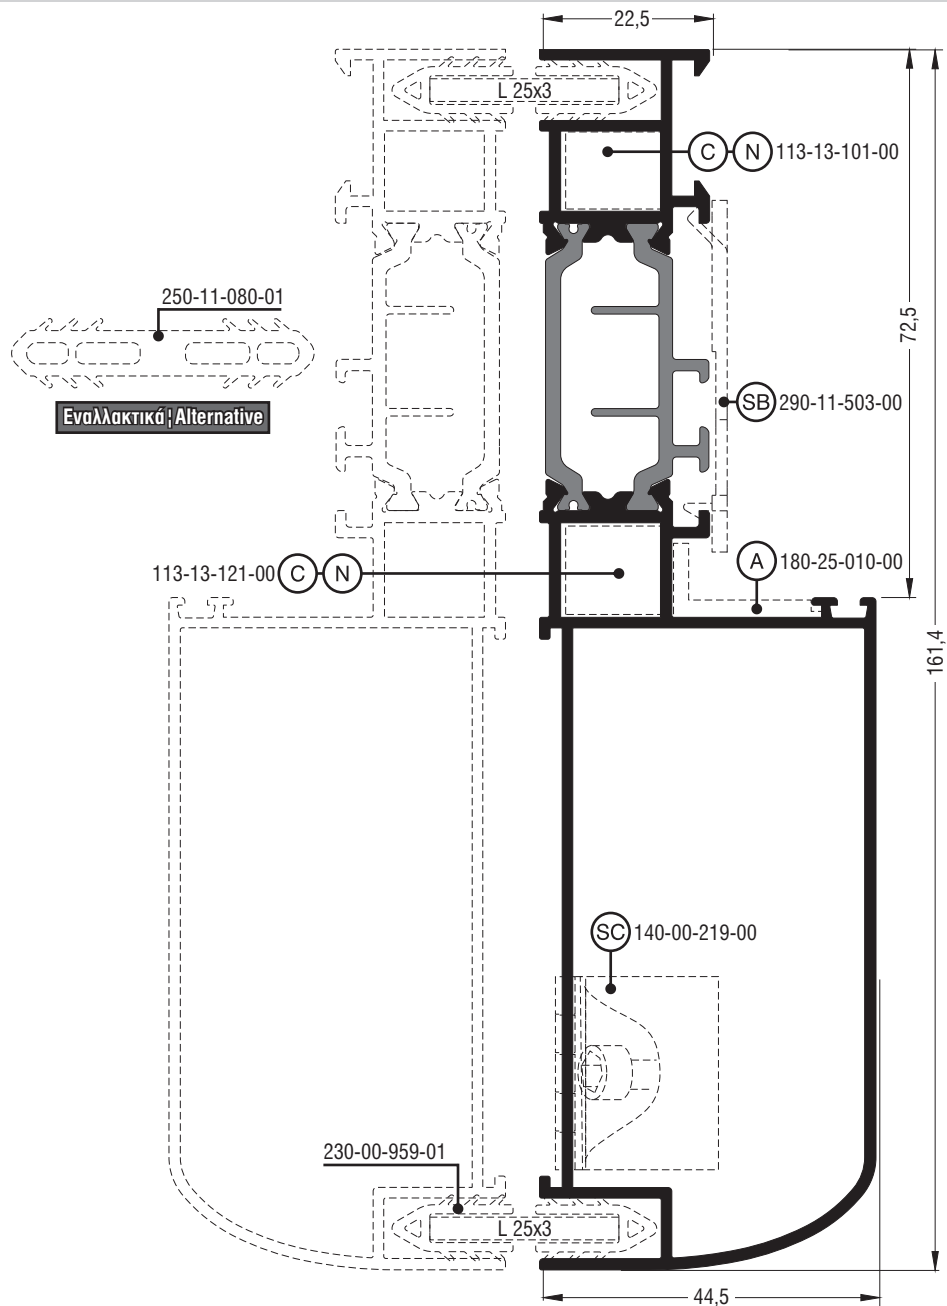 22,5
L 25x3
C N 113-13-101-00
250-11-080-01
72,5
Εναλλακτικά ¦ Alternative
SB 290-11-503-00
113-13-121-00 C N
A 180-25-010-00
161,4
SC 140-00-219-00
230-00-959-01
L 25x3
44,5